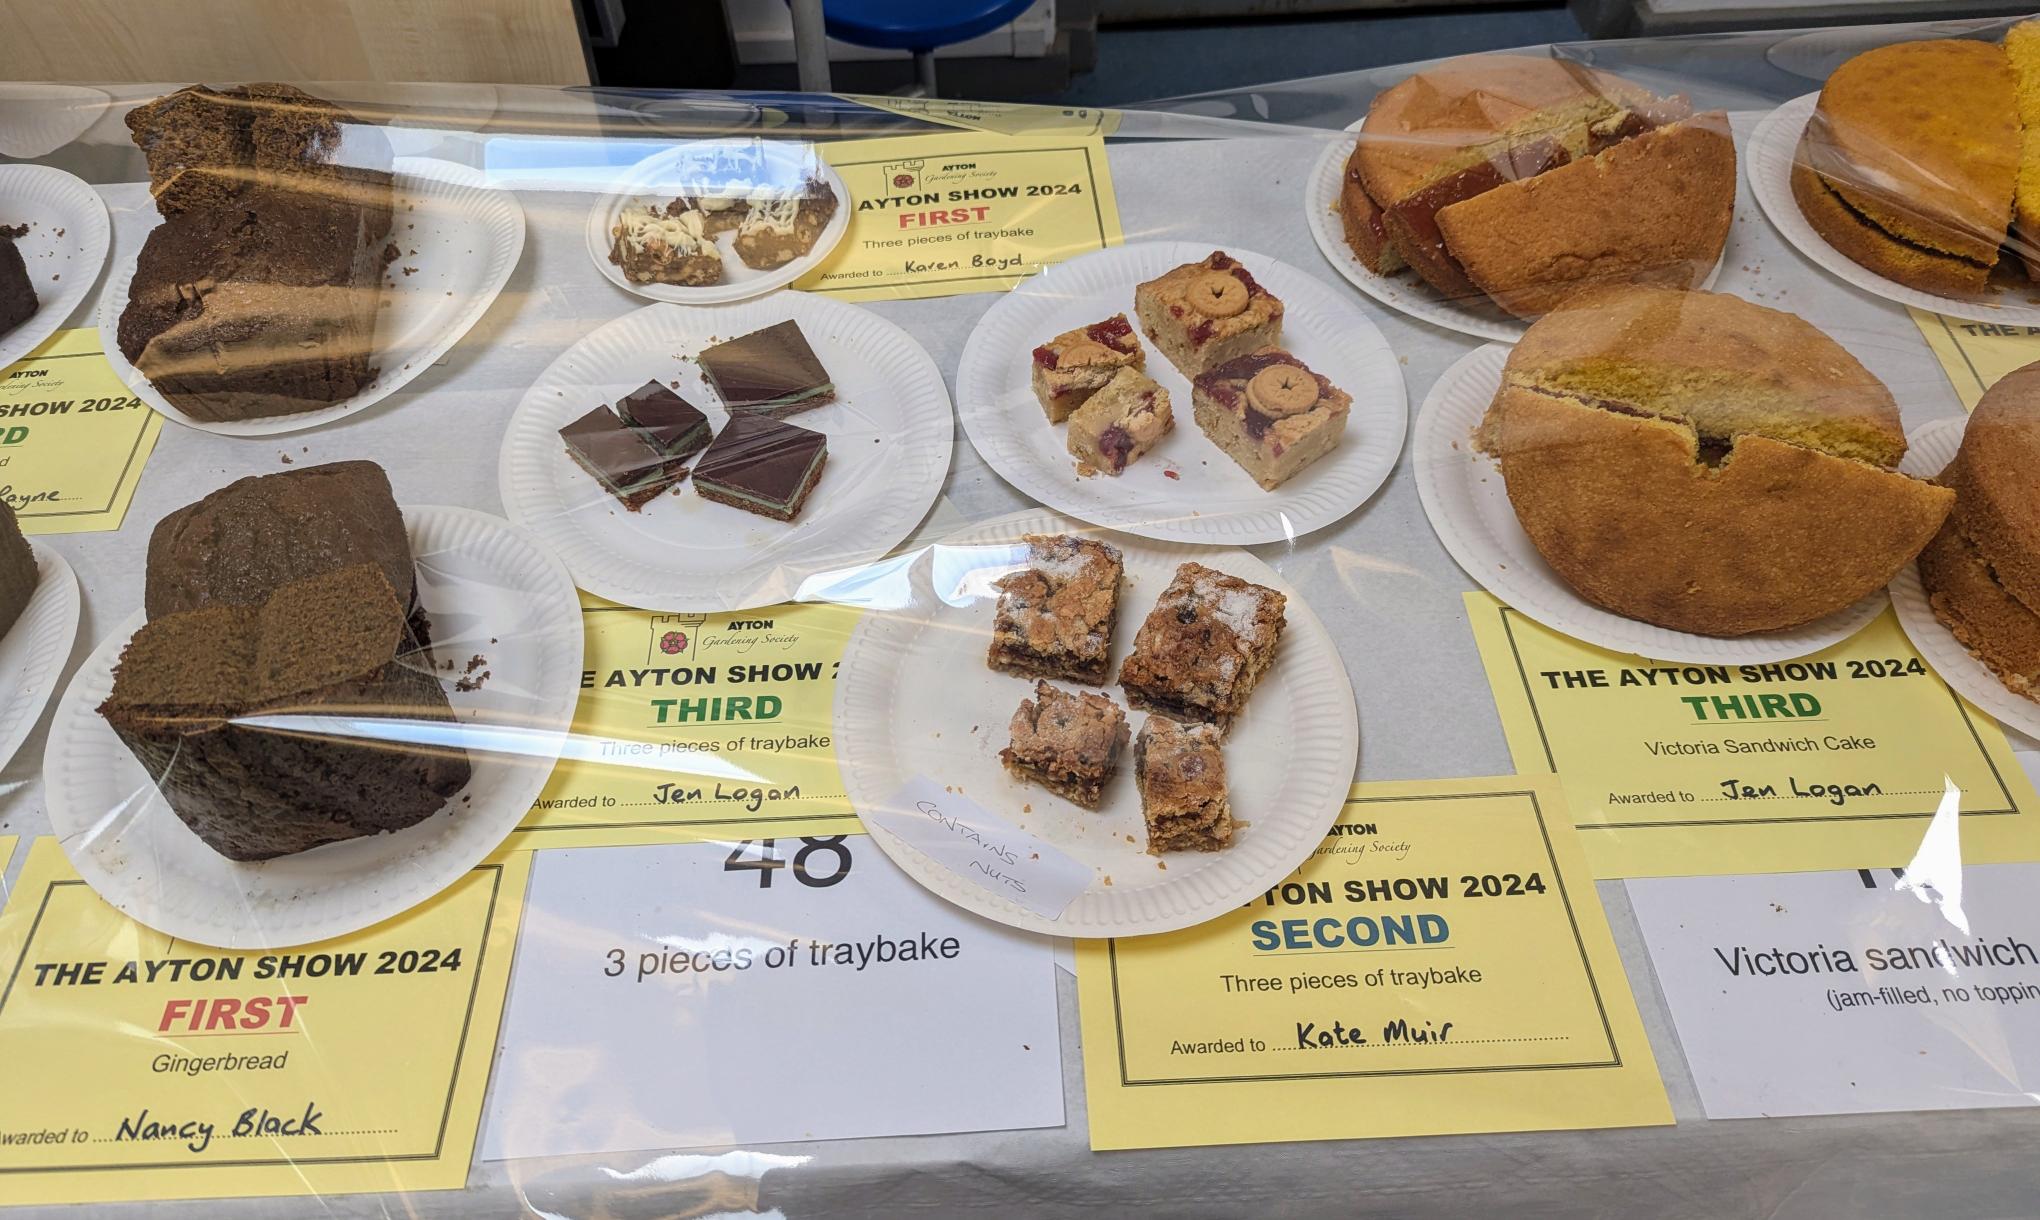 AYTON
Gardening Society
AYTON SHOW 2024
FIRST
Three pieces of traybake
Awarded to Karen Boyd
AYTON
Gardening Society
SHOW 2024
AYTON
Gardening Society
E AYTON SHOW 2
THIRD
Three pieces of traybake
Awarded to Jen Logan
48
3 pieces of traybake
CONTAINS
NUTS
THE AYTON SHOW 2024
FIRST
Gingerbread
warded to Nancy Black
AYTON
ardening Society
TON SHOW 2024
SECOND
Three pieces of traybake
Awarded to Kate Muir
THE A
THE AYTON SHOW 2024
THIRD
Victoria Sandwich Cake
Awarded to Jen Logan
Victoria sandwich
(jam-filled, no toppin